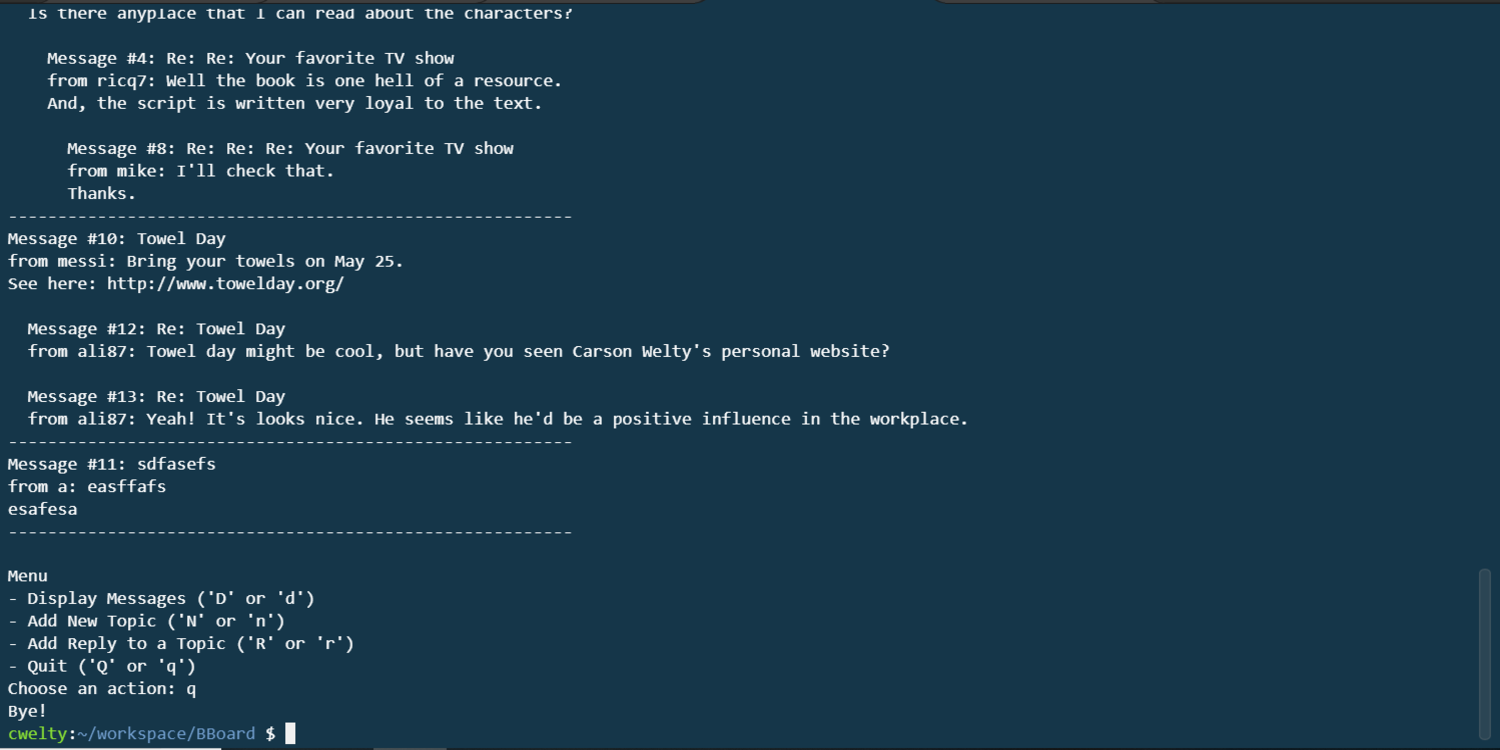 Is there anyplace that I can read about the characters?
Message #4: Re: Re: Your favorite TV show
from ricq7: Well the book is one hell of a resource.
And, the script is written very loyal to the text.
Message #8: Re: Re: Re: Your favorite TV show
from mike: I'll check that.
Thanks.
---------------------------------------------------------
Message #10: Towel Day
from messi: Bring your towels on May 25.
See here: http://www.towelday.org/
Message #12: Re: Towel Day
from ali87: Towel day might be cool, but have you seen Carson Welty's personal website?
Message #13: Re: Towel Day
from ali87: Yeah! It's looks nice. He seems like he'd be a positive influence in the workplace.
---------------------------------------------------------
Message #11: sdfasefs
from a: easffafs
esafesa
---------------------------------------------------------
Menu
- Display Messages ('D' or 'd')
- Add New Topic ('N' or 'n')
- Add Reply to a Topic ('R' or 'r')
- Quit ('Q' or 'q')
Choose an action: q
Bye!
cwelty:~/workspace/BBoard $